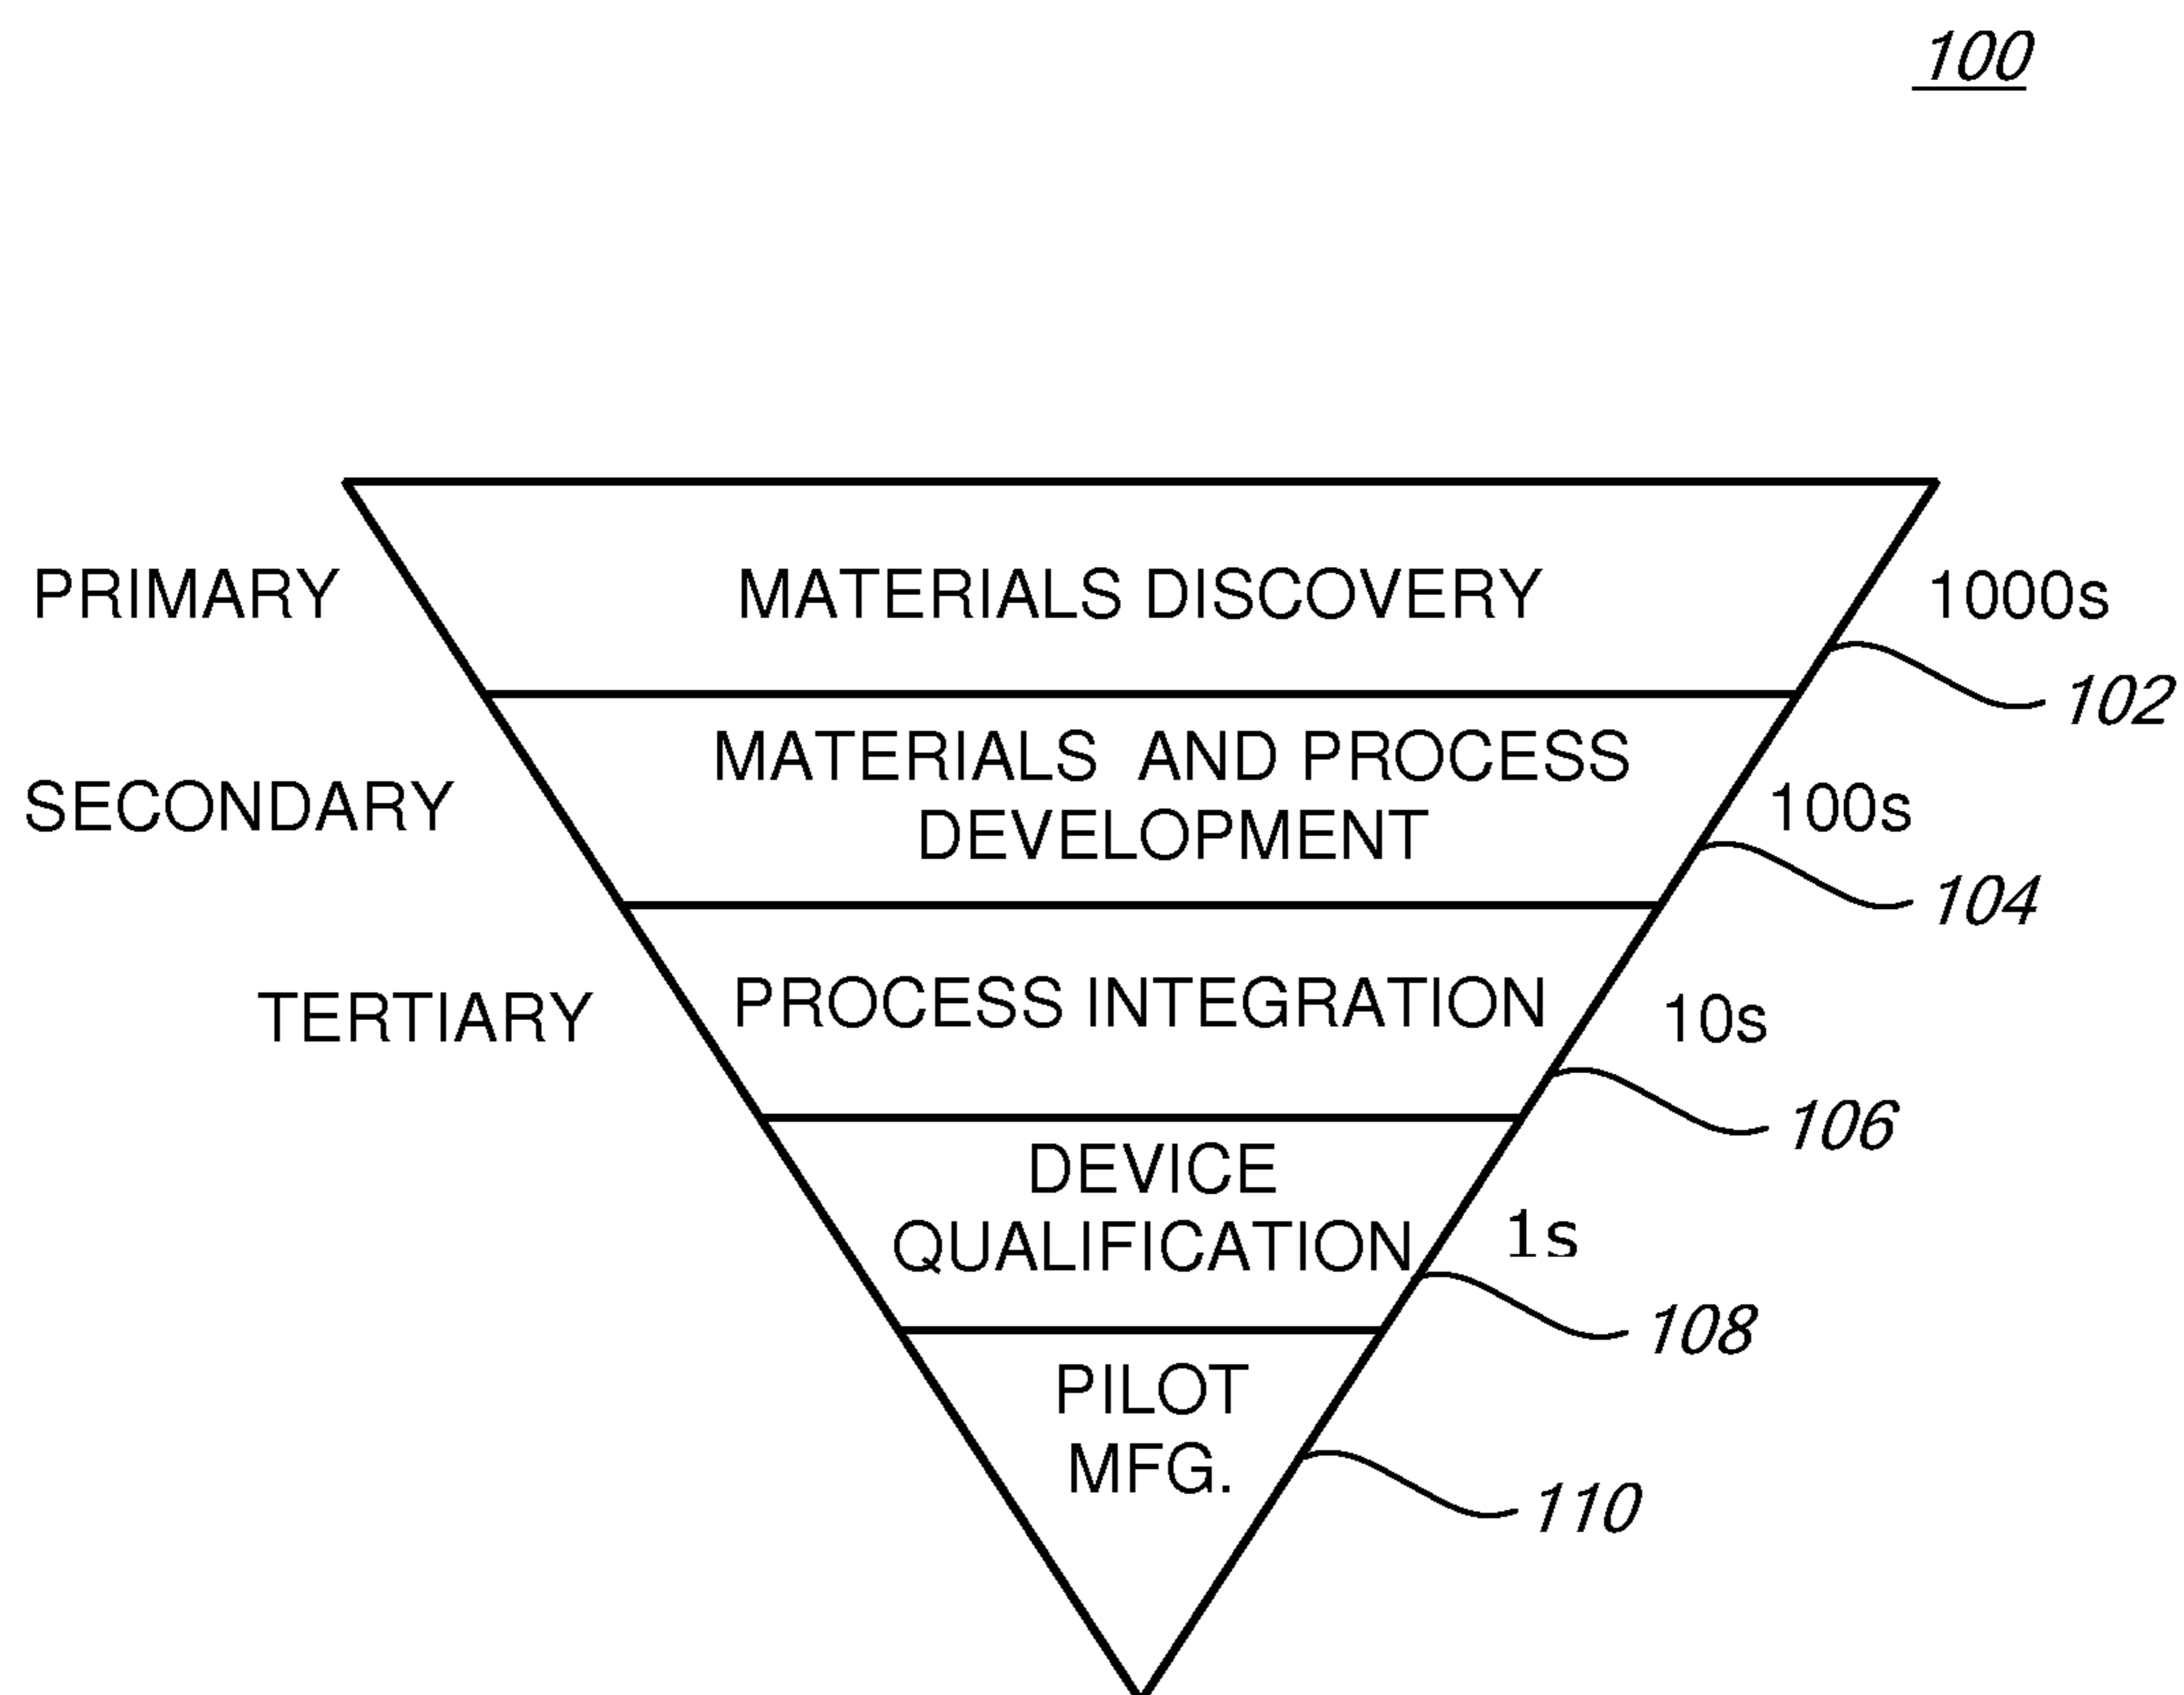 100
PRIMARY
MATERIALS DISCOVERY
1000s
102
MATERIALS AND PROCESS
DEVELOPMENT
SECONDARY
100s
104
TERTIARY
PROCESS INTEGRATION
10s
106
DEVICE
QUALIFICATION
1s
108
PILOT
MFG.
110